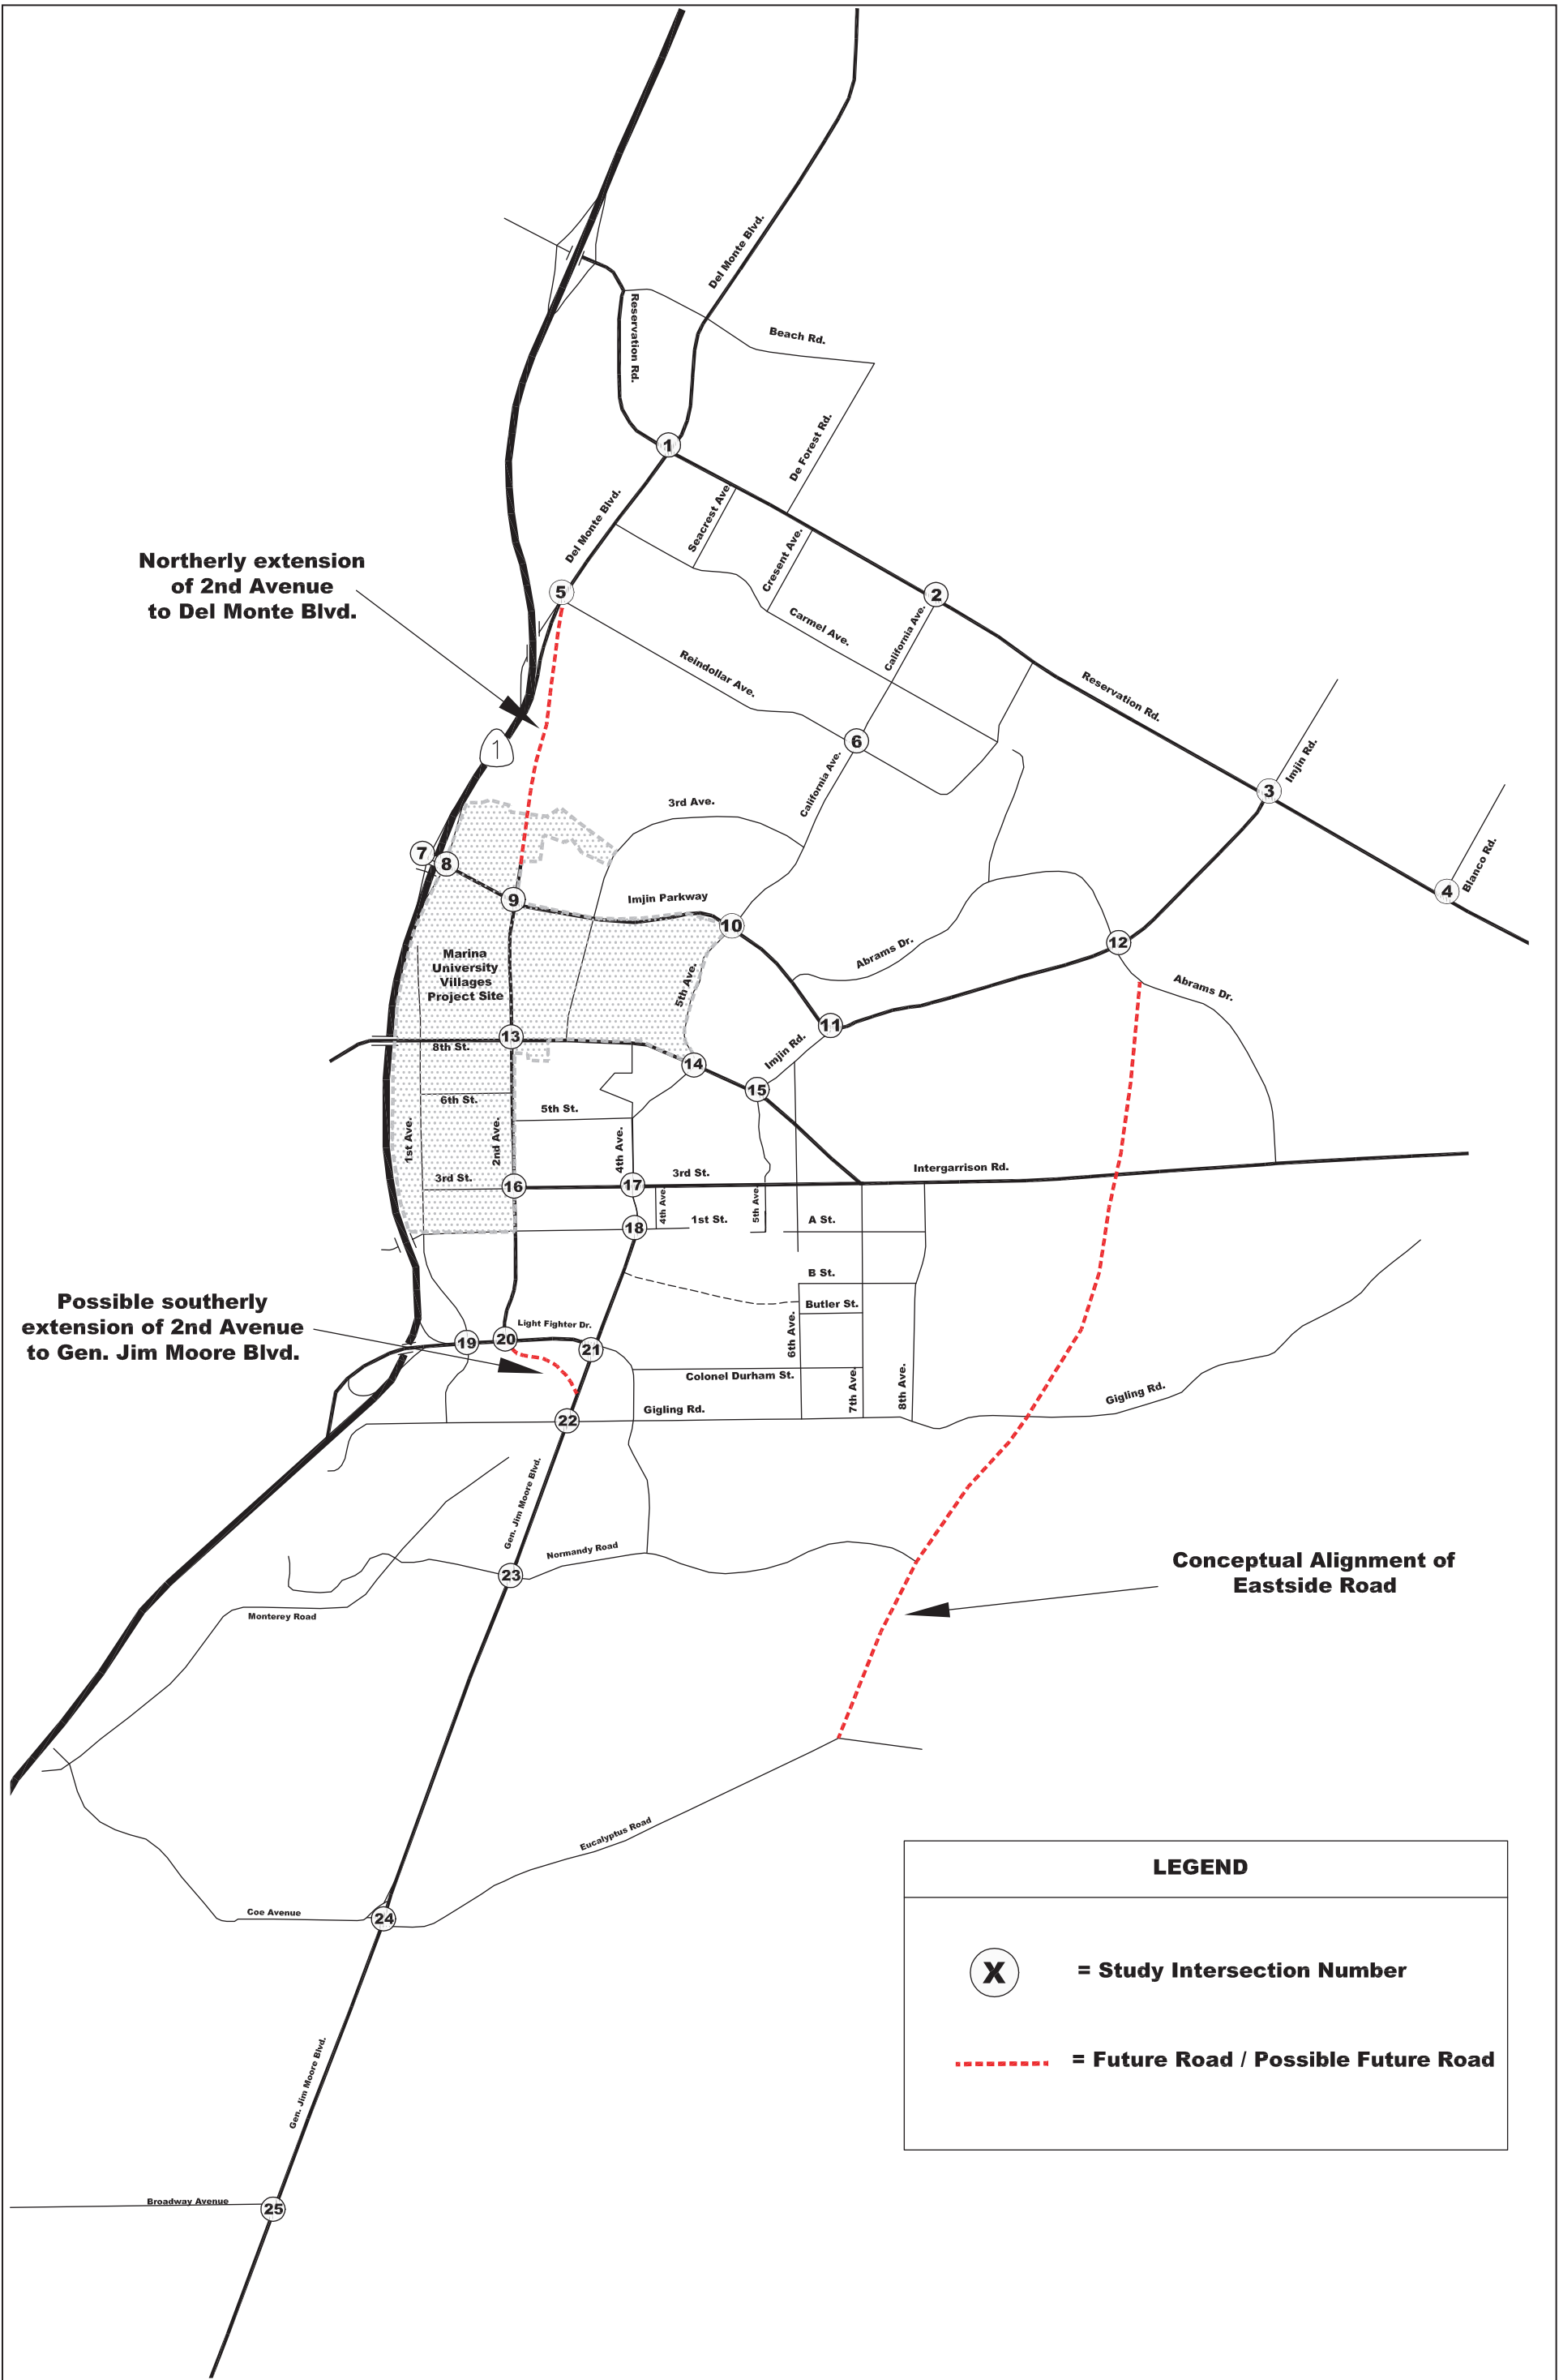 Del Monte Blvd.
Reservation Rd.
Beach Rd.
De Forest Rd.
1
Seacrest Ave.
Del Monte Blvd.
Cresent Ave.
Northerly extension
of 2nd Avenue
to Del Monte Blvd.
5
2
Carmel Ave.
California Ave.
Reindollar Ave.
Reservation Rd.
6
1
California Ave.
Imjin Rd.
3
3rd Ave.
7
8
Blanco Rd.
4
9
Imjin Parkway
10
Abrams Dr.
12
Marina
University
Villages
Project Site
5th Ave.
Abrams Dr.
11
13
8th St.
Imjin Rd.
14
15
6th St.
5th St.
1st Ave.
2nd Ave.
4th Ave.
3rd St.
16
17
3rd St.
Intergarrison Rd.
4th Ave.
5th Ave.
18
1st St.
A St.
B St.
Possible southerly
extension of 2nd Avenue
to Gen. Jim Moore Blvd.
Butler St.
Light Fighter Dr.
19
20
21
6th Ave.
Colonel Durham St.
7th Ave.
8th Ave.
Gigling Rd.
22
Gigling Rd.
Gen. Jim Moore Blvd.
Normandy Road
23
Conceptual Alignment of
Eastside Road
Monterey Road
Eucalyptus Road
Coe Avenue
24
LEGEND
X = Study Intersection Number
= Future Road / Possible Future Road
Gen. Jim Moore Blvd.
Broadway Avenue
25